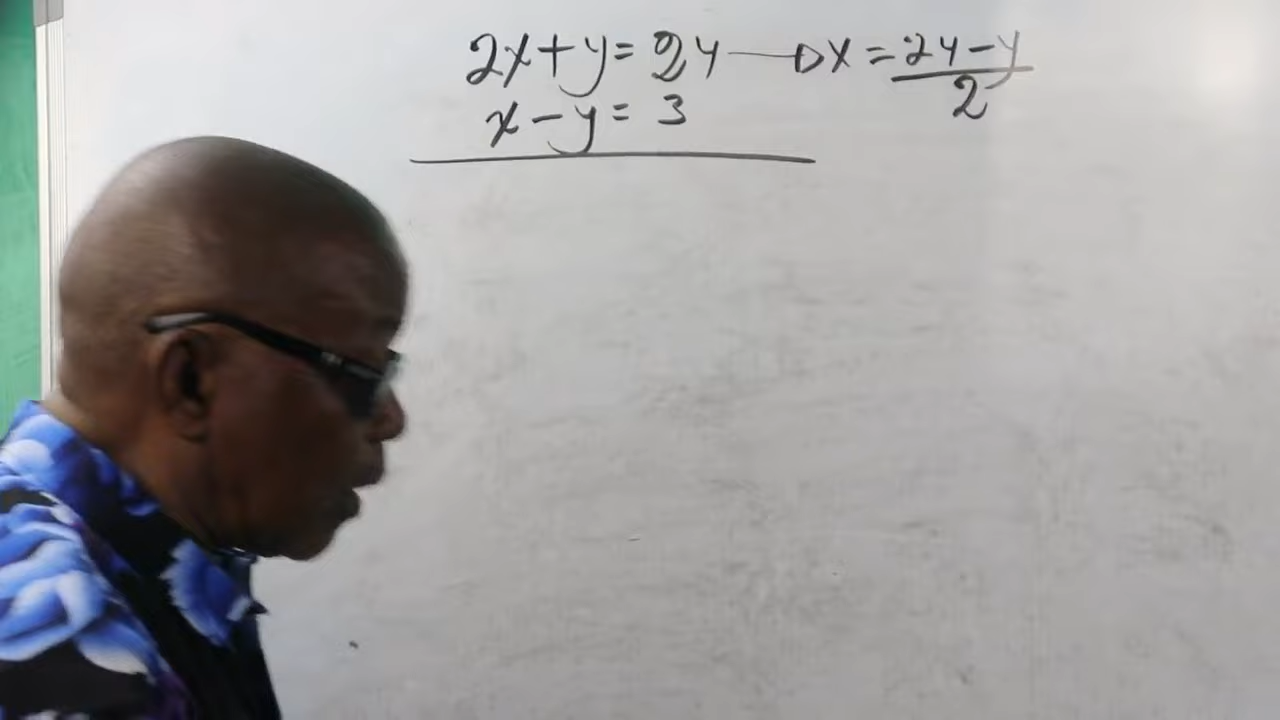 2x+y=24 → x = (24-y)/2
x-y=3